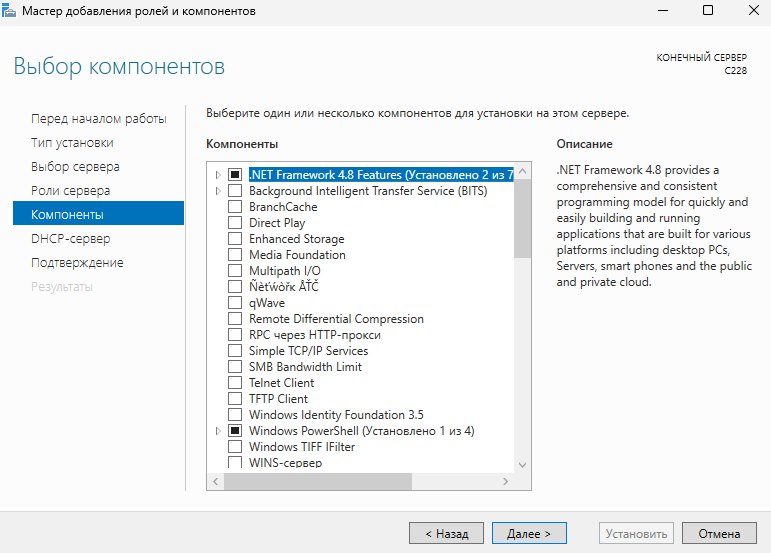 Мастер добавления ролей и компонентов
Выбор компонентов
КОНЕЧНЫЙ СЕРВЕР
C228
Перед началом работы
Тип установки
Выбор сервера
Роли сервера
Компоненты
DHCP-сервер
Подтверждение
Результаты
Выберите один или несколько компонентов для установки на этом сервере.
Компоненты
.NET Framework 4.8 Features (Установлено 2 из 7
Background Intelligent Transfer Service (BITS)
BranchCache
Direct Play
Enhanced Storage
Media Foundation
Multipath I/O
Ñèťẃòřķ ÅŤČ
qWave
Remote Differential Compression
RPC через HTTP-прокси
Simple TCP/IP Services
SMB Bandwidth Limit
Telnet Client
TFTP Client
Windows Identity Foundation 3.5
Windows PowerShell (Установлено 1 из 4)
Windows TIFF IFilter
WINS-сервер
Описание
.NET Framework 4.8 provides a
comprehensive and consistent
programming model for quickly and
easily building and running
applications that are built for various
platforms including desktop PCs,
Servers, smart phones and the public
and private cloud.
< Назад
Далее >
Установить
Отмена